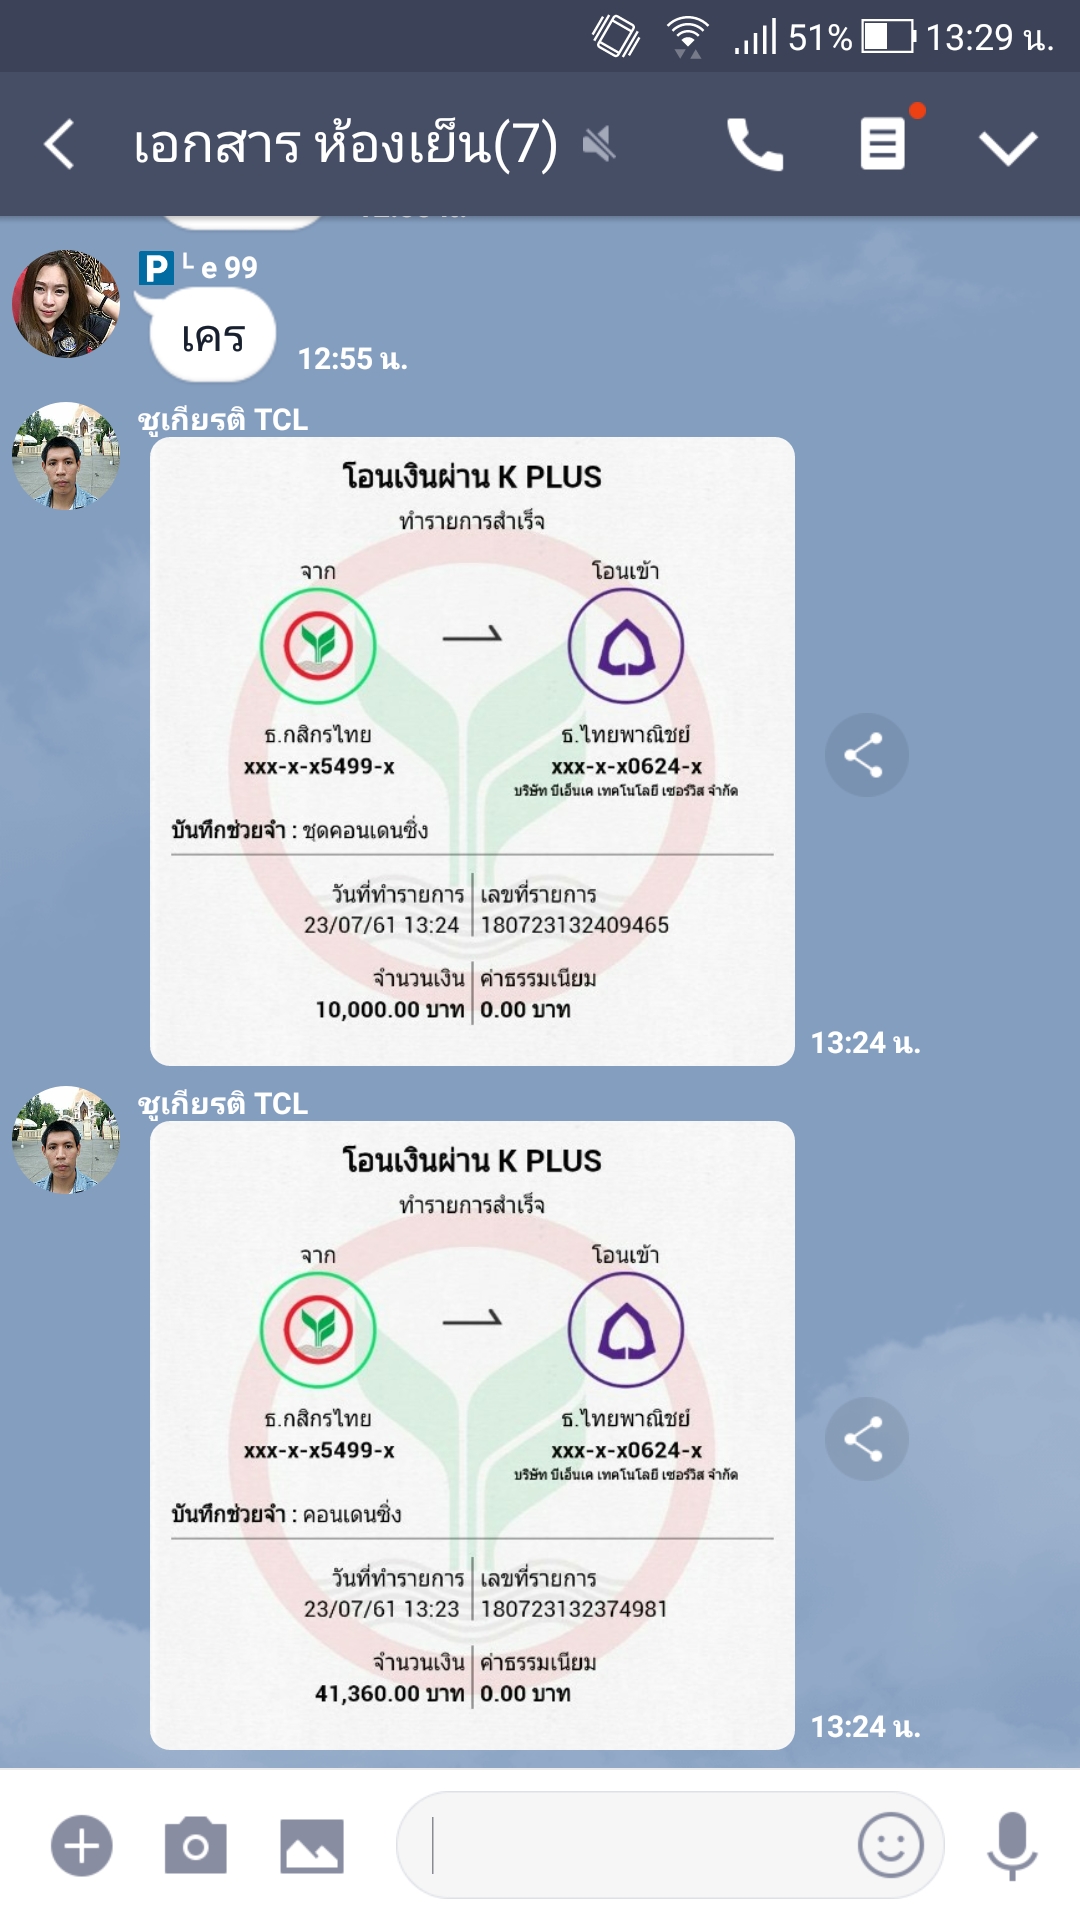 51% 13:29 น.
เอกสาร ห้องเย็น(7)
P L e 99
เคร
12:55 น.
ชูเกียรติ TCL
โอนเงินผ่าน K PLUS
ทำรายการสำเร็จ
จาก โอนเข้า
ธ.กสิกรไทย ธ.ไทยพาณิชย์
xxx-x-x5499-x xxx-x-x0624-x
บริษัท บีเอ็นเค เทคโนโลยี เซอร์วิส จำกัด
บันทึกช่วยจำ : ชุดคอนเดนซิ่ง
วันที่ทำรายการ เลขที่รายการ
23/07/61 13:24 180723132409465
จำนวนเงิน ค่าธรรมเนียม
10,000.00 บาท 0.00 บาท
13:24 น.
ชูเกียรติ TCL
โอนเงินผ่าน K PLUS
ทำรายการสำเร็จ
จาก โอนเข้า
ธ.กสิกรไทย ธ.ไทยพาณิชย์
xxx-x-x5499-x xxx-x-x0624-x
บริษัท บีเอ็นเค เทคโนโลยี เซอร์วิส จำกัด
บันทึกช่วยจำ : คอนเดนซิ่ง
วันที่ทำรายการ เลขที่รายการ
23/07/61 13:23 180723132374981
จำนวนเงิน ค่าธรรมเนียม
41,360.00 บาท 0.00 บาท
13:24 น.